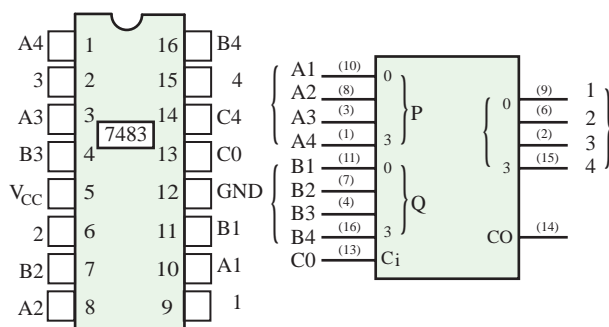 A4 1 16 B4
3 2 15 4
A3 3 14 C4
7483
B3 4 13 C0
VCC 5 12 GND
2 6 11 B1
B2 7 10 A1
A2 8 9 1
A1 (10) 0 (9) 1
A2 (8) P 0 (6) 2
A3 (3) (2) 3
A4 (1) 3 3 (15) 4
B1 (11) 0
B2 (7) Q
B3 (4)
B4 (16) 3 CO (14)
C0 (13) Ci